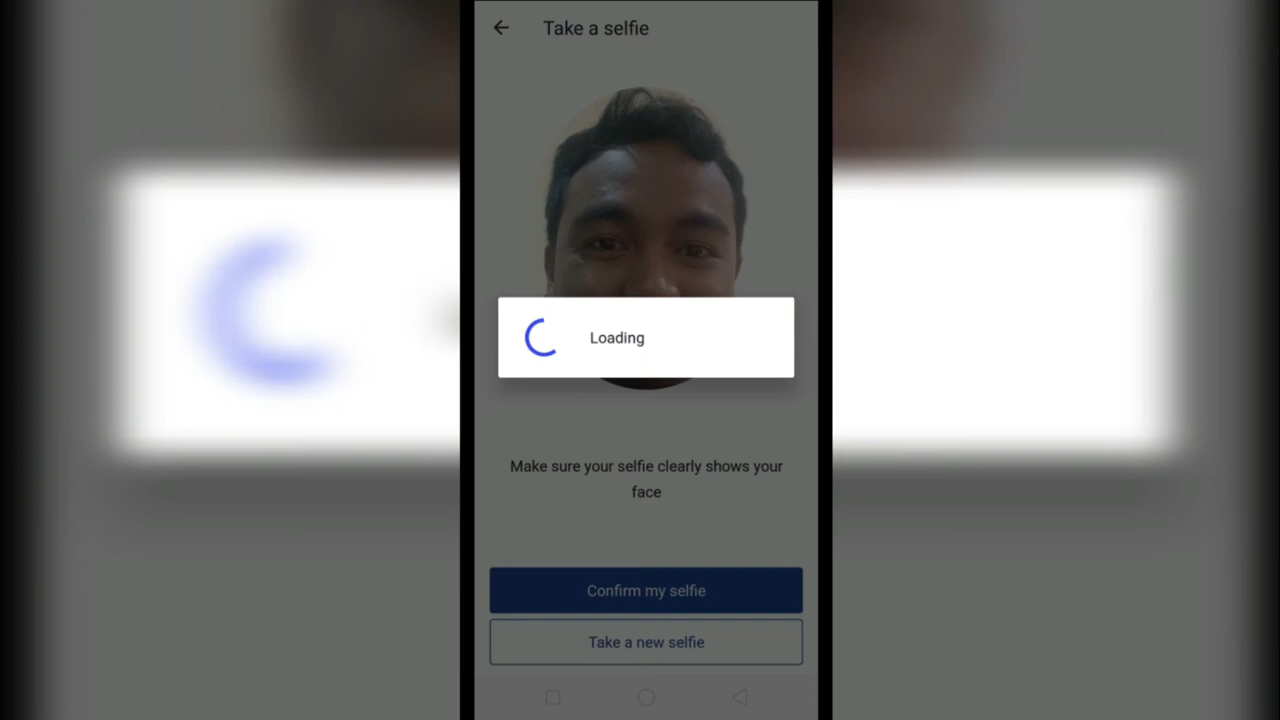 Take a selfie
Loading
Make sure your selfie clearly shows your
face
Confirm my selfie
Take a new selfie